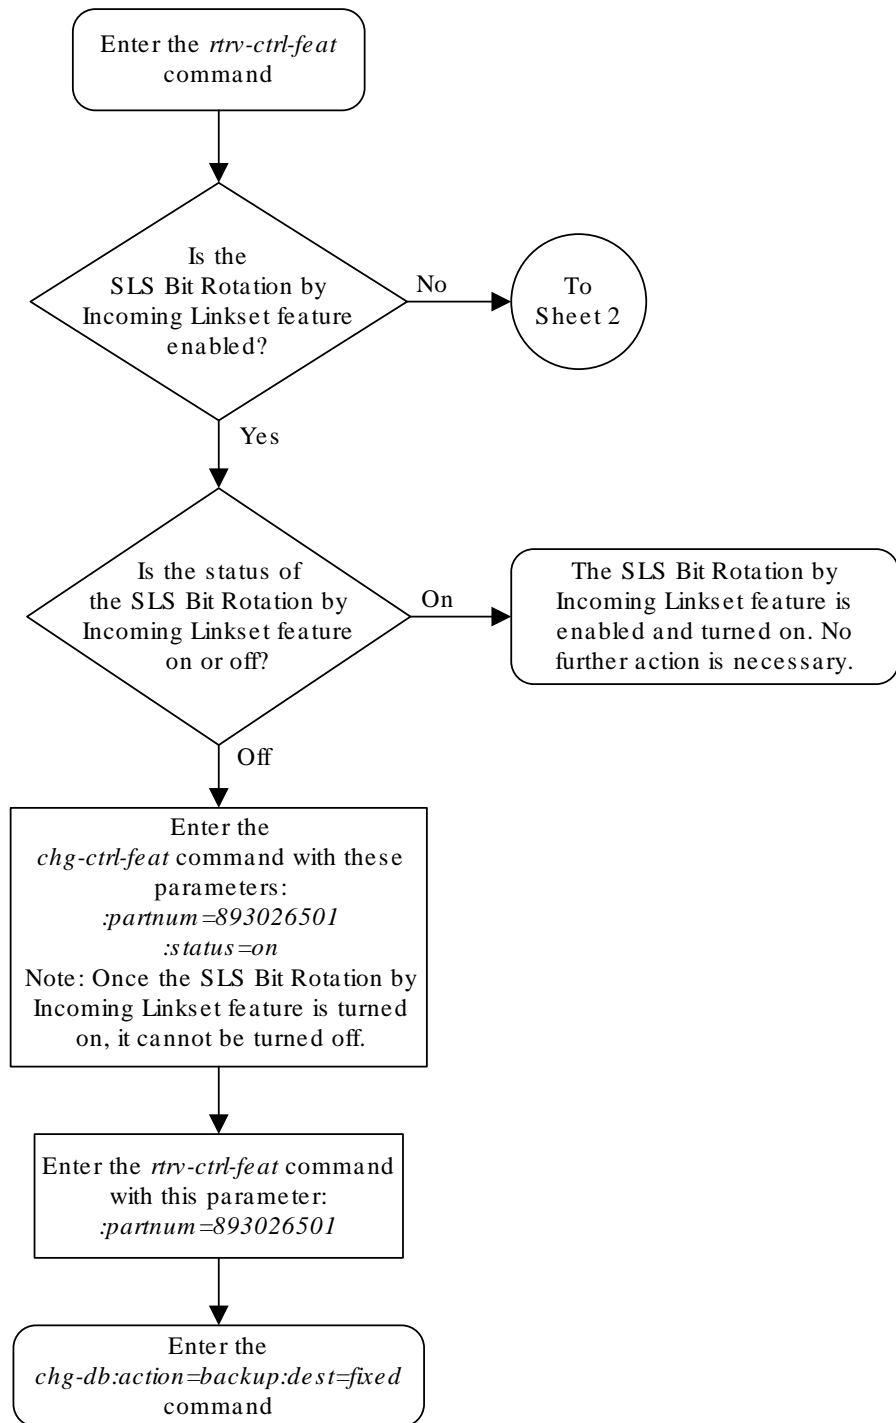 Enter the rtrv-ctrl-feat
command
Is the
SLS Bit Rotation by
Incoming Linkset feature
enabled?
No
To
Sheet 2
Yes
Is the status of
the SLS Bit Rotation by
Incoming Linkset feature
on or off?
On
The SLS Bit Rotation by
Incoming Linkset feature is
enabled and turned on. No
further action is necessary.
Off
Enter the
chg-ctrl-feat command with these
parameters:
:partnum=893026501
:status=on
Note: Once the SLS Bit Rotation by
Incoming Linkset feature is turned
on, it cannot be turned off.
Enter the rtrv-ctrl-feat command
with this parameter:
:partnum=893026501
Enter the
chg-db:action=backup:dest=fixed
command